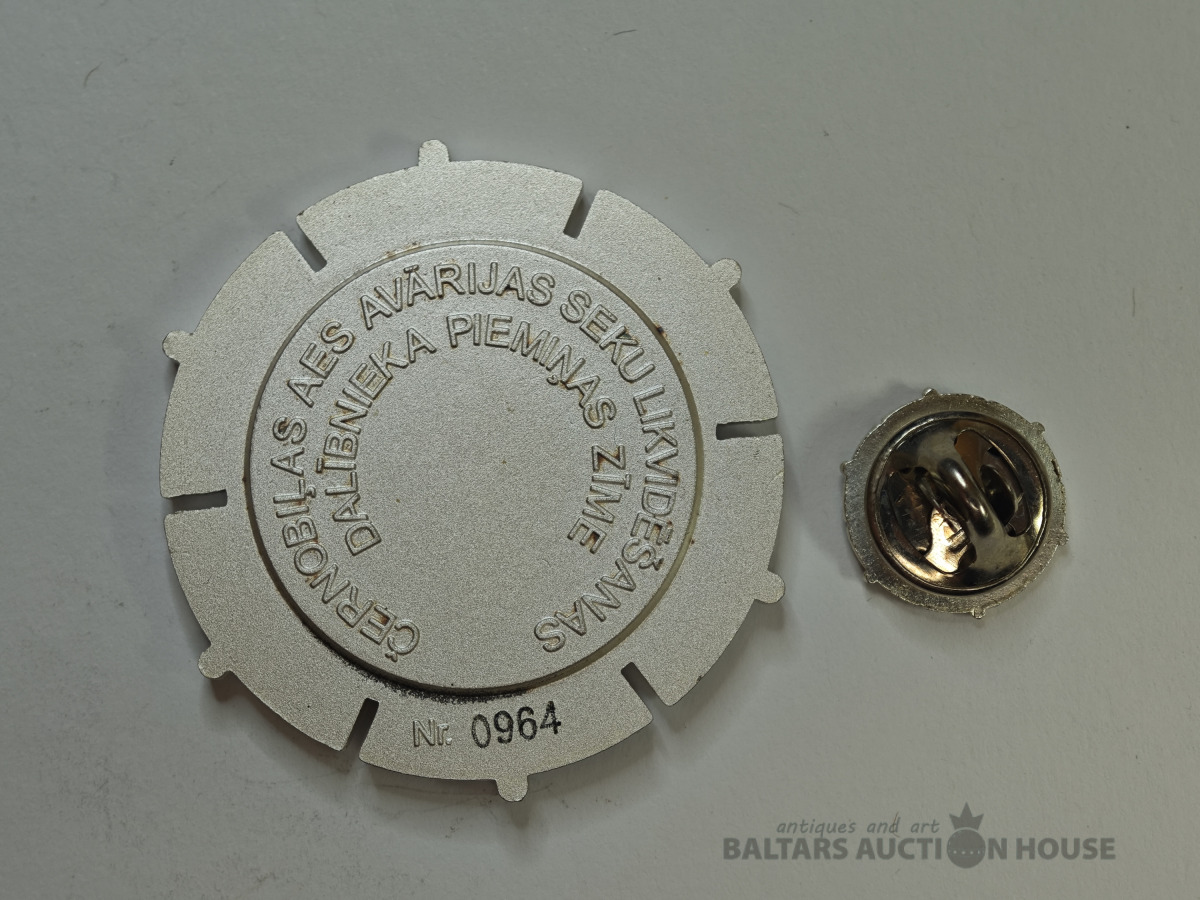 ČERNOBIĻAS AES AVĀRIJAS SEKU LIKVIDĒŠANAS
DALĪBNIEKA PIEMIŅAS ZĪME
Nr. 0964
antiques and art
BALTARS AUCTION HOUSE